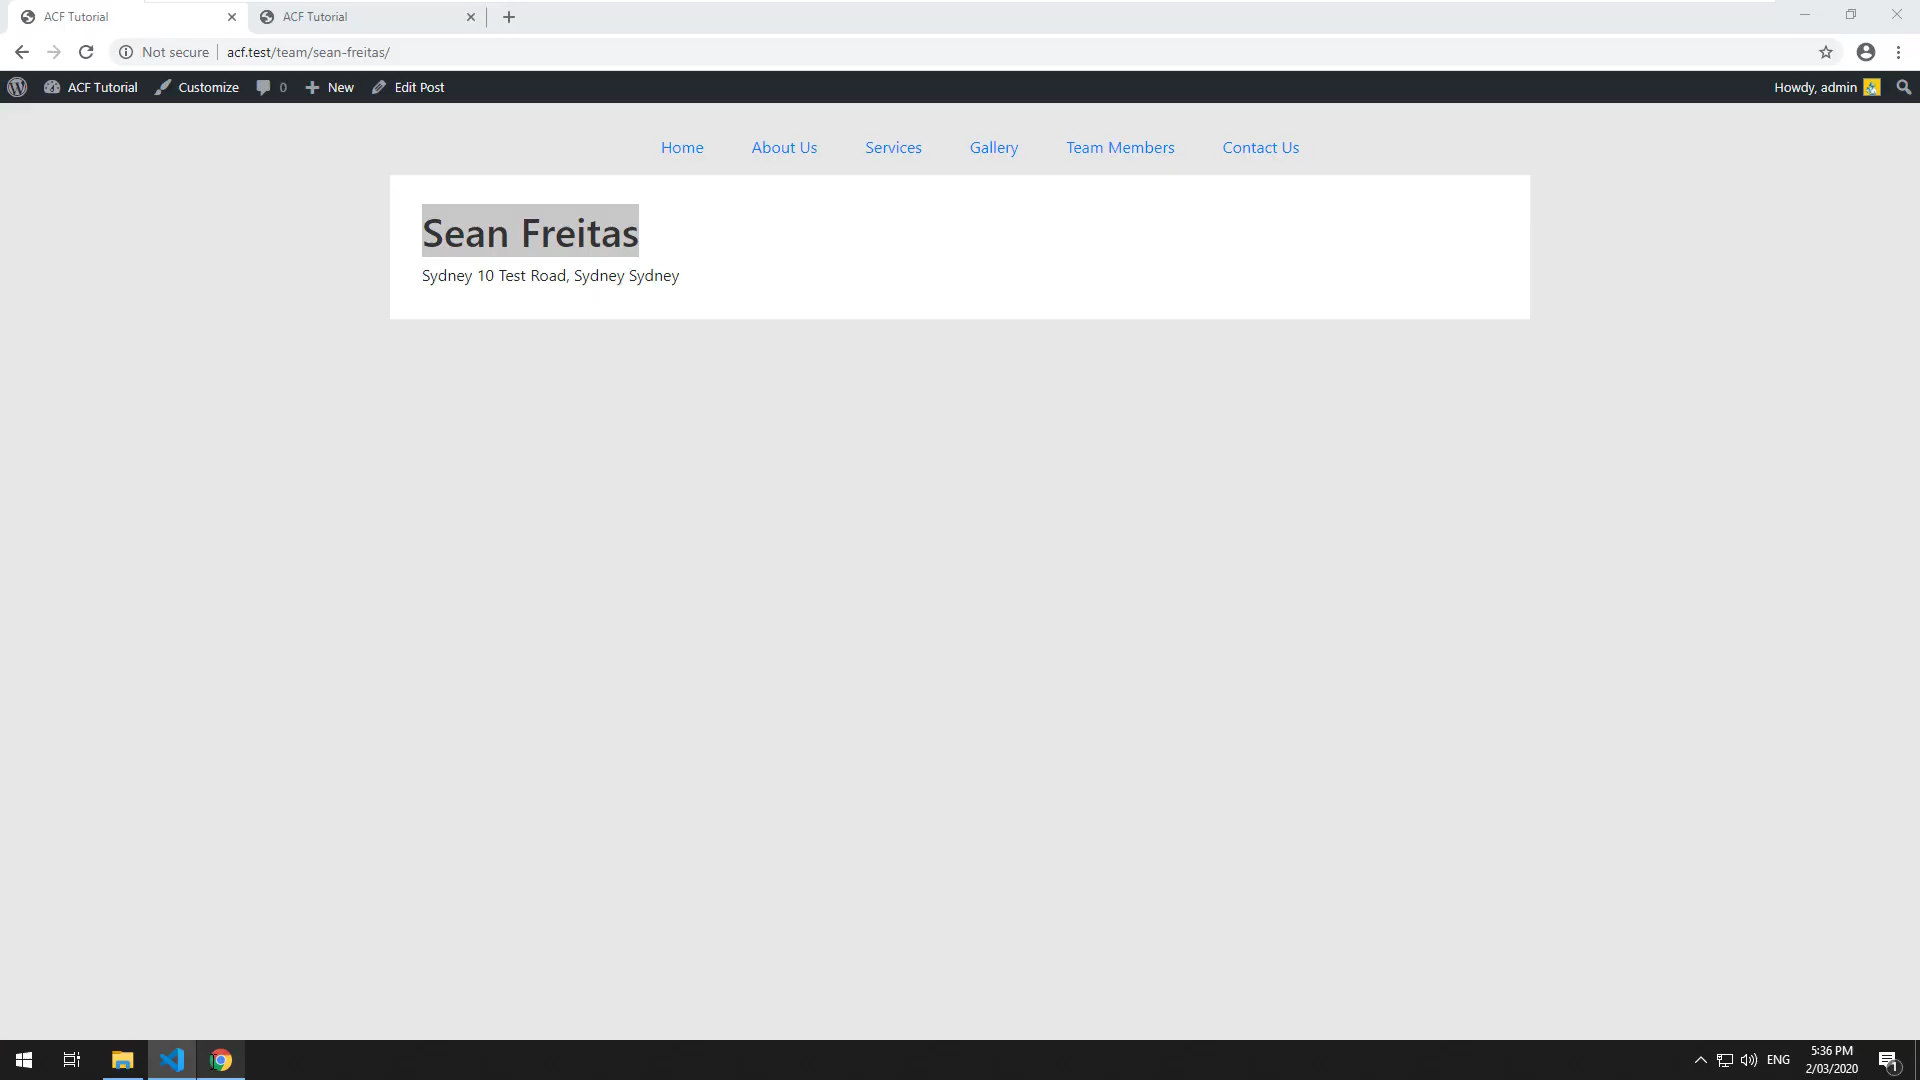 ACF Tutorial
ACF Tutorial
Not secure
acf.test/team/sean-freitas/
ACF Tutorial
Customize
0
New
Edit Post
Howdy, admin
Home
About Us
Services
Gallery
Team Members
Contact Us
Sean Freitas
Sydney 10 Test Road, Sydney Sydney
ENG
5:36 PM
2/03/2020
1